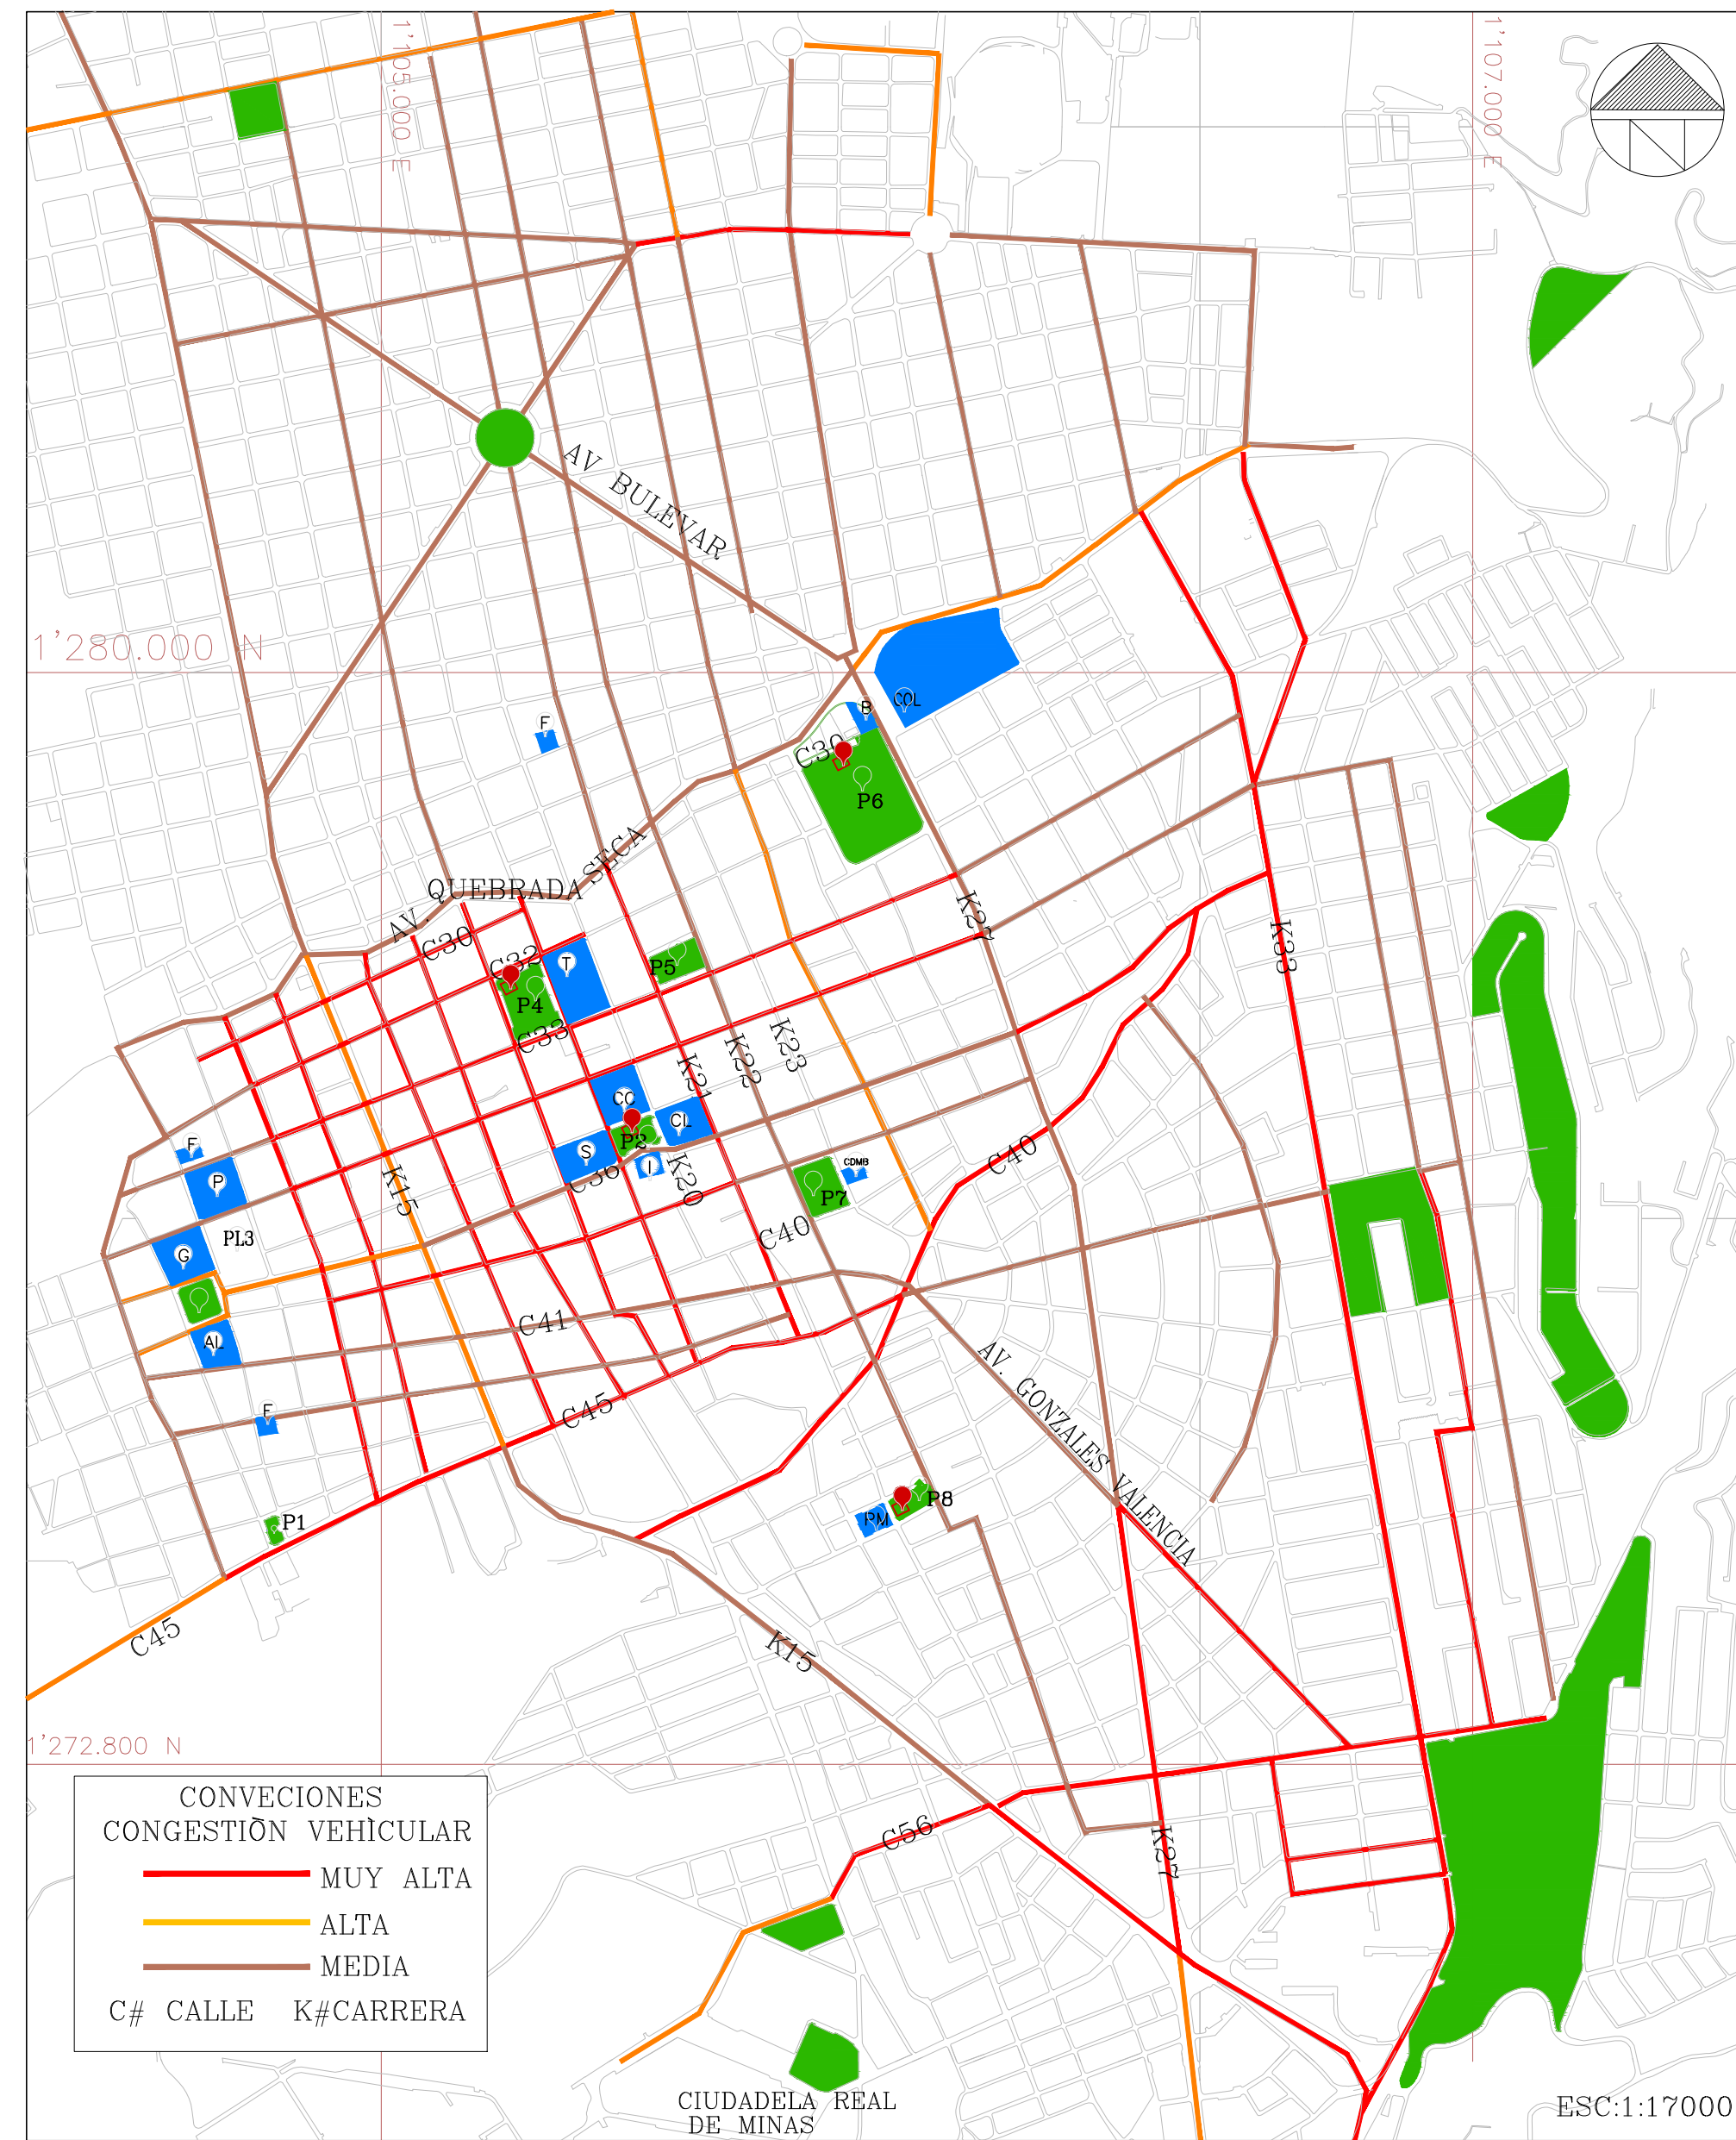 1'105.000 E
1'107.000 E
AV BULEVAR
1'280.000 N
COL
B
F
C30
P6
AV. QUEBRADA SECA
K27
C30
C32
T
P5
P4
C33
K33
K23
K22
K21
CC
CL
P2
S
I
C36
K20
F
P
K15
C40
CDMB
F
P7
C40
PL3
G
AL
C41
AV. GONZALES VALENCIA
F
C45
P1
P8
PM
C45
K15
1'272.800 N
CONVECIONES
CONGESTIÒN VEHÌCULAR
MUY ALTA
ALTA
MEDIA
C# CALLE K#CARRERA
C56
K27
CIUDADELA REAL
DE MINAS
ESC:1:17000